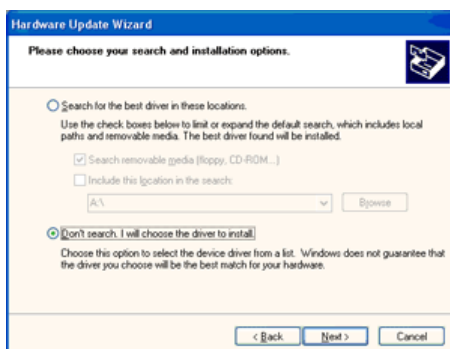 Hardware Update Wizard
Please choose your search and installation options.
Search for the best driver in these locations.
Use the check boxes below to limit or expand the default search, which includes local
paths and removable media. The best driver found will be installed.
Search removable media (floppy, CD-ROM...)
Include this location in the search:
A:\
Browse
Don't search. I will choose the driver to install.
Choose this option to select the device driver from a list. Windows does not guarantee that
the driver you choose will be the best match for your hardware.
< Back
Next >
Cancel